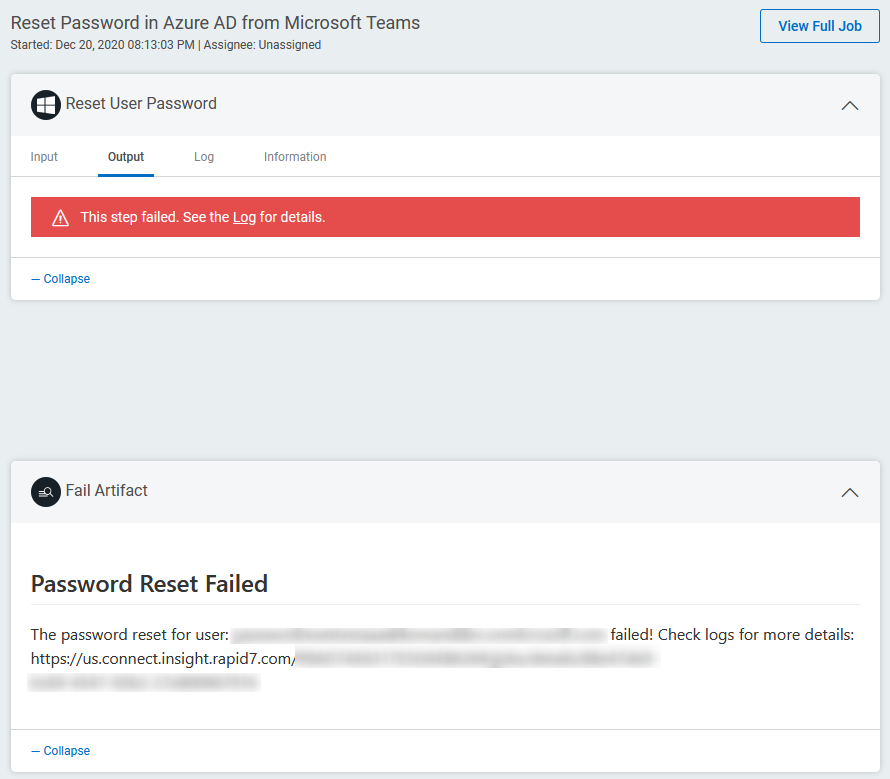 Reset Password in Azure AD from Microsoft Teams
View Full Job
Started: Dec 20, 2020 08:13:03 PM | Assignee: Unassigned
Reset User Password
Input Output Log Information
This step failed. See the Log for details.
— Collapse
Fail Artifact
Password Reset Failed
The password reset for user: failed! Check logs for more details:
https://us.connect.insight.rapid7.com/
— Collapse